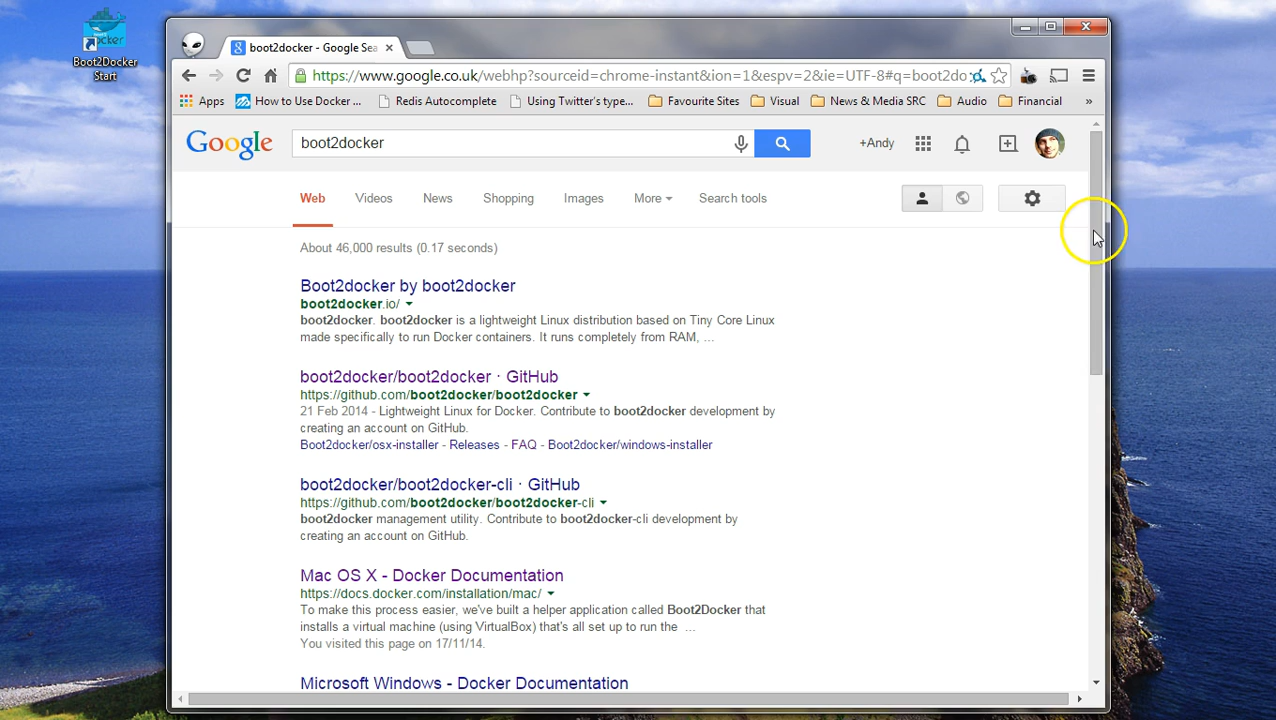 Boot2Docker
Start
boot2docker - Google Sea
https://www.google.co.uk/webhp?sourceid=chrome-instant&ion=1&espv=2&ie=UTF-8#q=boot2do
Apps How to Use Docker ... Redis Autocomplete Using Twitter's type... Favourite Sites Visual News & Media SRC Audio Financial »
Google boot2docker +Andy
Web Videos News Shopping Images More Search tools
About 46,000 results (0.17 seconds)
Boot2docker by boot2docker
boot2docker.io/
boot2docker. boot2docker is a lightweight Linux distribution based on Tiny Core Linux
made specifically to run Docker containers. It runs completely from RAM, ...
boot2docker/boot2docker · GitHub
https://github.com/boot2docker/boot2docker
21 Feb 2014 - Lightweight Linux for Docker. Contribute to boot2docker development by
creating an account on GitHub.
Boot2docker/osx-installer - Releases - FAQ - Boot2docker/windows-installer
boot2docker/boot2docker-cli · GitHub
https://github.com/boot2docker/boot2docker-cli
boot2docker management utility. Contribute to boot2docker-cli development by
creating an account on GitHub.
Mac OS X - Docker Documentation
https://docs.docker.com/installation/mac/
To make this process easier, we've built a helper application called Boot2Docker that
installs a virtual machine (using VirtualBox) that's all set up to run the ...
You visited this page on 17/11/14.
Microsoft Windows - Docker Documentation